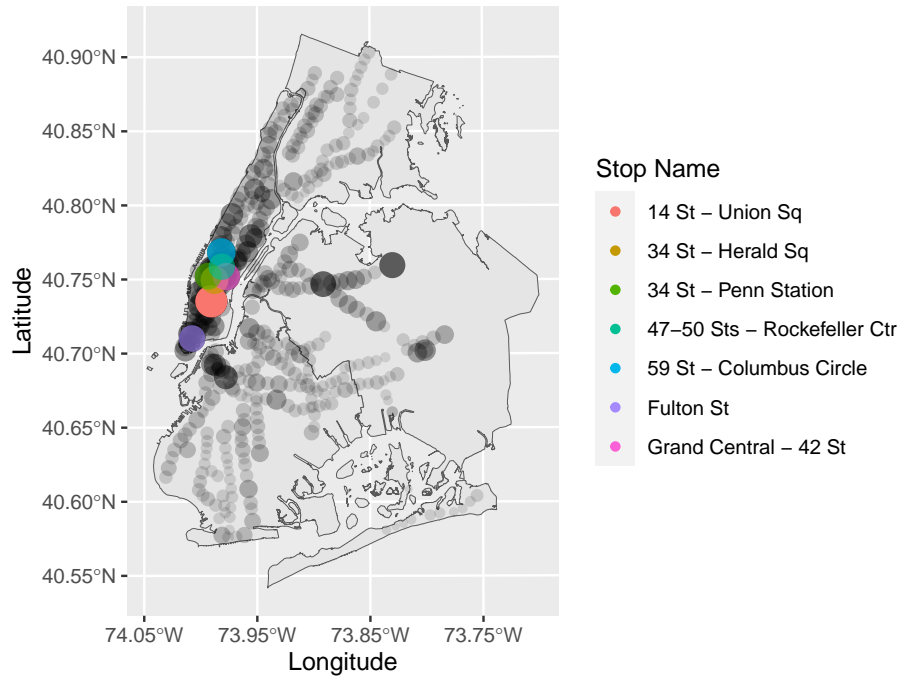 40.90°N
40.85°N
40.80°N
40.75°N
40.70°N
40.65°N
40.60°N
40.55°N
Latitude
74.05°W 73.95°W 73.85°W 73.75°W
Longitude
Stop Name
14 St – Union Sq
34 St – Herald Sq
34 St – Penn Station
47–50 Sts – Rockefeller Ctr
59 St – Columbus Circle
Fulton St
Grand Central – 42 St